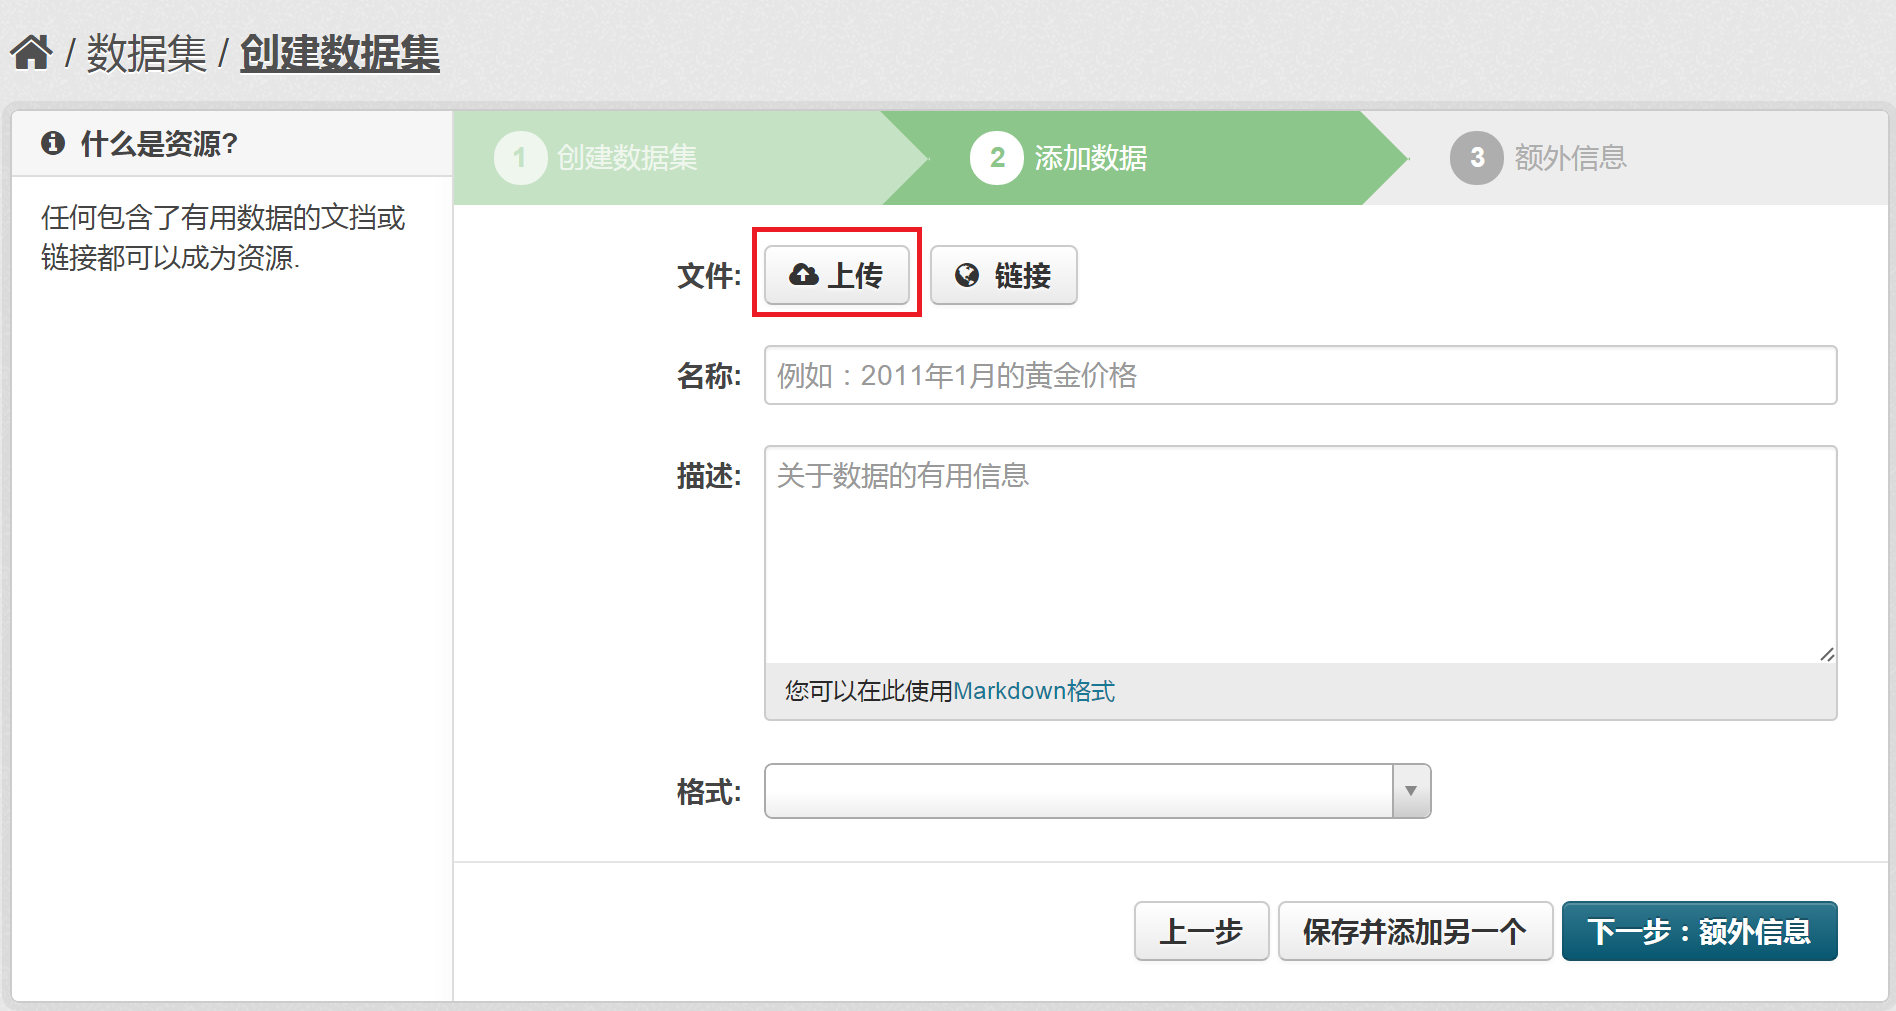 / 数据集 / 创建数据集
什么是资源?
任何包含了有用数据的文挡或
链接都可以成为资源.
1 创建数据集
2 添加数据
3 额外信息
文件: 上传 链接
名称: 例如：2011年1月的黄金价格
描述: 关于数据的有用信息
您可以在此使用Markdown格式
格式:
上一步 保存并添加另一个 下一步：额外信息